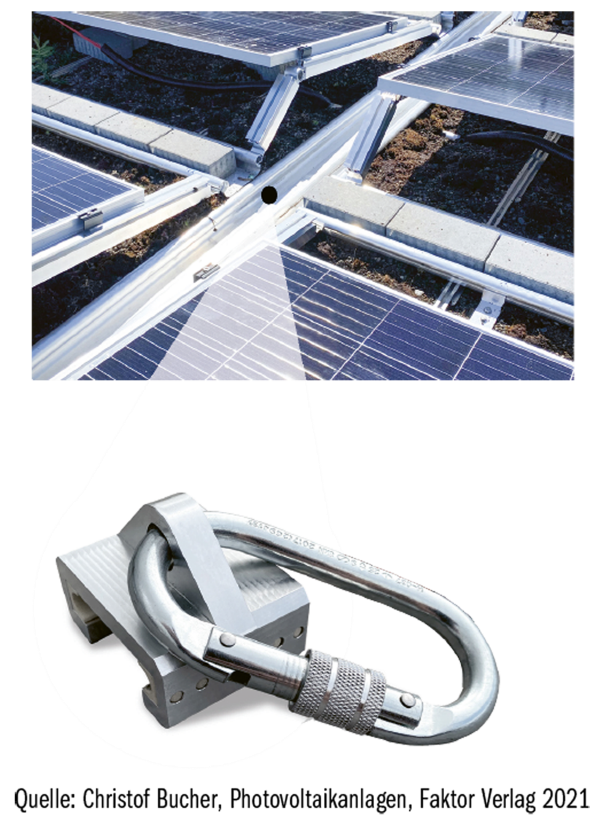 Quelle: Christof Bucher, Photovoltaikanlagen, Faktor Verlag 2021